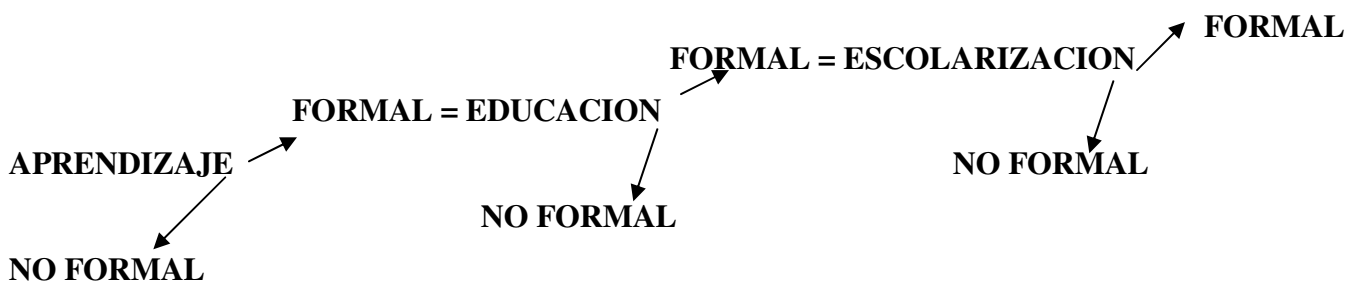 FORMAL
FORMAL = ESCOLARIZACION
FORMAL = EDUCACION
APRENDIZAJE
NO FORMAL
NO FORMAL
NO FORMAL